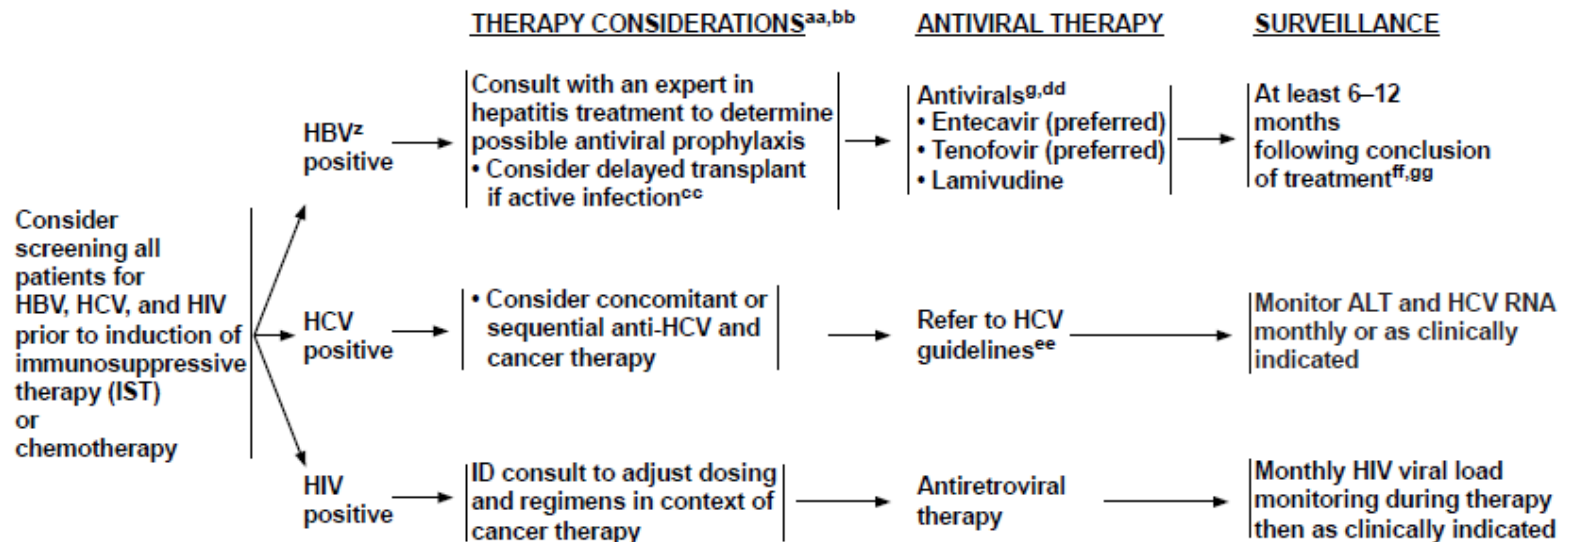 THERAPY CONSIDERATIONSaa,bb
ANTIVIRAL THERAPY
SURVEILLANCE
Consider
screening all
patients for
HBV, HCV, and HIV
prior to induction of
immunosuppressive
therapy (IST)
or
chemotherapy
HBVz
positive
Consult with an expert in
hepatitis treatment to determine
possible antiviral prophylaxis
• Consider delayed transplant
if active infectioncc
Antiviralsg,dd
• Entecavir (preferred)
• Tenofovir (preferred)
• Lamivudine
At least 6–12
months
following conclusion
of treatmentff,gg
HCV
positive
• Consider concomitant or
sequential anti-HCV and
cancer therapy
Refer to HCV
guidelinesee
Monitor ALT and HCV RNA
monthly or as clinically
indicated
HIV
positive
ID consult to adjust dosing
and regimens in context of
cancer therapy
Antiretroviral
therapy
Monthly HIV viral load
monitoring during therapy
then as clinically indicated